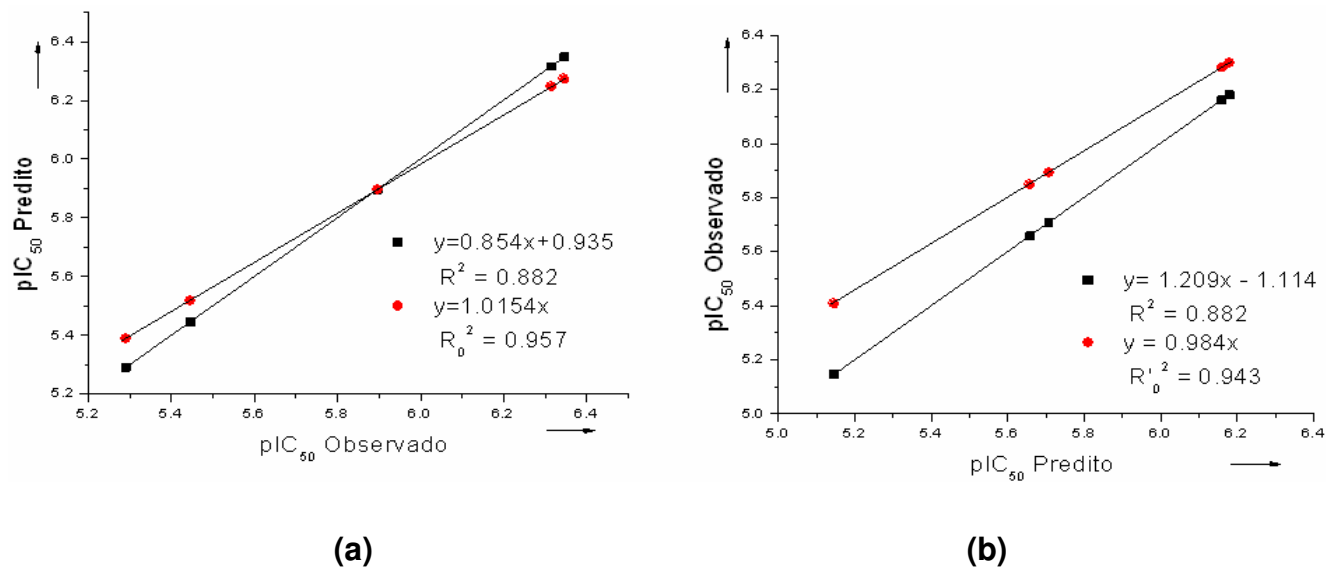 6.4
6.2
6.0
5.8
5.6
5.4
5.2
pIC50 Predito
y=0.854x+0.935
R² = 0.882
y=1.0154x
R0² = 0.957
5.2 5.4 5.6 5.8 6.0 6.2 6.4
pIC50 Observado
(a)
6.4
6.2
6.0
5.8
5.6
5.4
5.2
5.0
pIC50 Observado
y= 1.209x - 1.114
R² = 0.882
y = 0.984x
R'0² = 0.943
5.0 5.2 5.4 5.6 5.8 6.0 6.2 6.4
pIC50 Predito
(b)